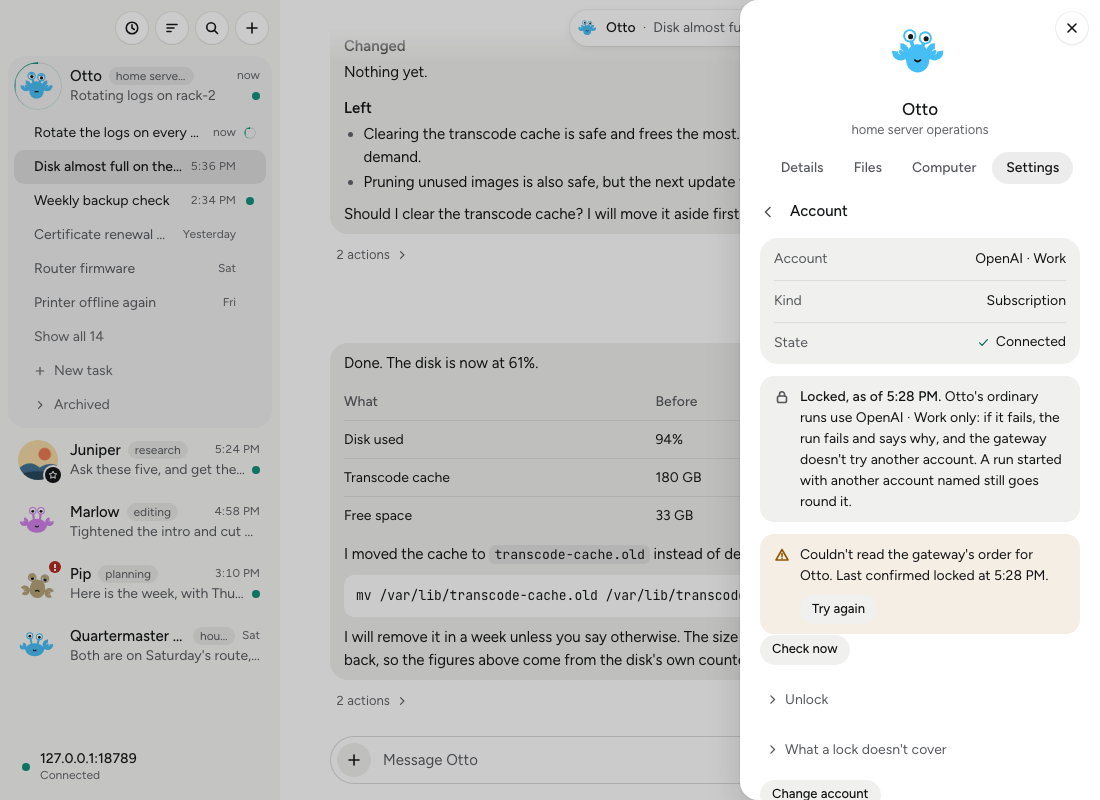 Otto
home serve...
now
Rotating logs on rack-2
Rotate the logs on every ...
now
Disk almost full on the...
5:36 PM
Weekly backup check
2:34 PM
Certificate renewal ...
Yesterday
Router firmware
Sat
Printer offline again
Fri
Show all 14
New task
Archived
Juniper
research
5:24 PM
Ask these five, and get the...
Marlow
editing
4:58 PM
Tightened the intro and cut ...
Pip
planning
3:10 PM
Here is the week, with Thu...
Quartermaster ...
hou...
Sat
Both are on Saturday's route,...
127.0.0.1:18789
Connected
Otto · Disk almost fu
Changed
Nothing yet.
Left
Clearing the transcode cache is safe and frees the most.
demand.
Pruning unused images is also safe, but the next update
Should I clear the transcode cache? I will move it aside first
2 actions
Done. The disk is now at 61%.
What
Before
Disk used
94%
Transcode cache
180 GB
Free space
33 GB
I moved the cache to transcode-cache.old instead of de
mv /var/lib/transcode-cache.old /var/lib/transcode
I will remove it in a week unless you say otherwise. The size
back, so the figures above come from the disk's own counte
2 actions
Message Otto
Otto
home server operations
Details
Files
Computer
Settings
Account
Account
OpenAI · Work
Kind
Subscription
State
Connected
Locked, as of 5:28 PM. Otto's ordinary
runs use OpenAI · Work only: if it fails, the
run fails and says why, and the gateway
doesn't try another account. A run started
with another account named still goes
round it.
Couldn't read the gateway's order for
Otto. Last confirmed locked at 5:28 PM.
Try again
Check now
Unlock
What a lock doesn't cover
Change account